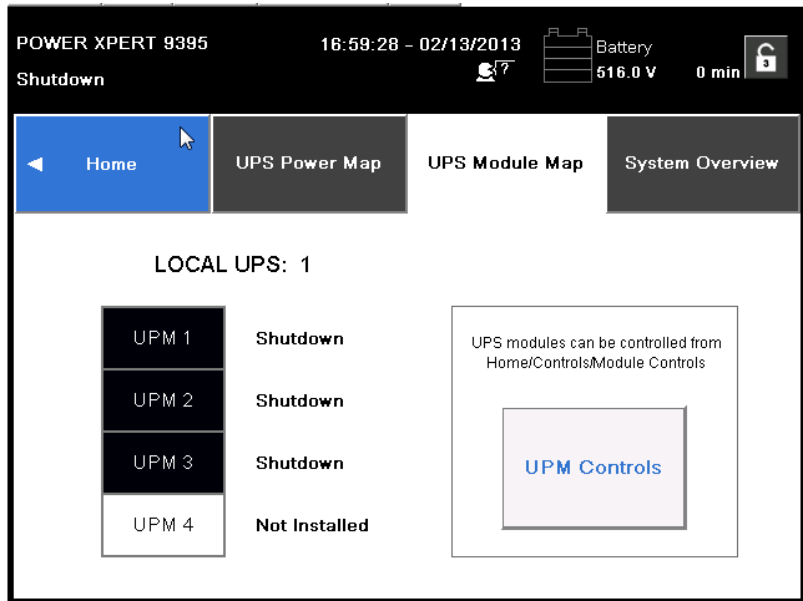 POWER XPERT 9395
16:59:28 - 02/13/2013
Battery
Shutdown
?
516.0 V
0 min
3
Home
UPS Power Map
UPS Module Map
System Overview
LOCAL UPS: 1
UPM 1
Shutdown
UPM 2
Shutdown
UPM 3
Shutdown
UPM 4
Not Installed
UPS modules can be controlled from
Home/Controls/Module Controls
UPM Controls